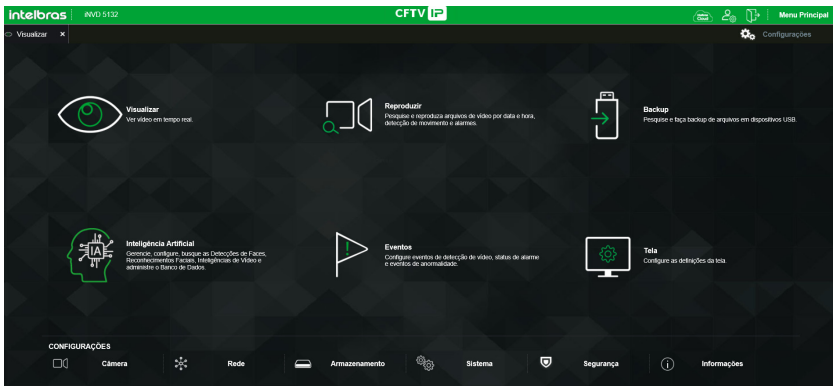 intelbras iNVD 5132 CFTV IP Menu Principal
Visualizar x Configurações
Visualizar
Ver vídeo em tempo real.
Reproduzir
Pesquise e reproduza arquivos de vídeo por data e hora,
detecção de movimento e alarmes.
Backup
Pesquise e faça backup de arquivos em dispositivos USB.
IA
Inteligência Artificial
Gerencie, configure, busque as Detecções de Faces,
Reconhecimentos Faciais, Inteligências de Vídeo e
administre o Banco de Dados.
Eventos
Configure eventos de detecção de vídeo, status de alarme
e eventos de anormalidade.
Tela
Configure as definições da tela
CONFIGURAÇÕES
Câmera Rede Armazenamento Sistema Segurança Informações